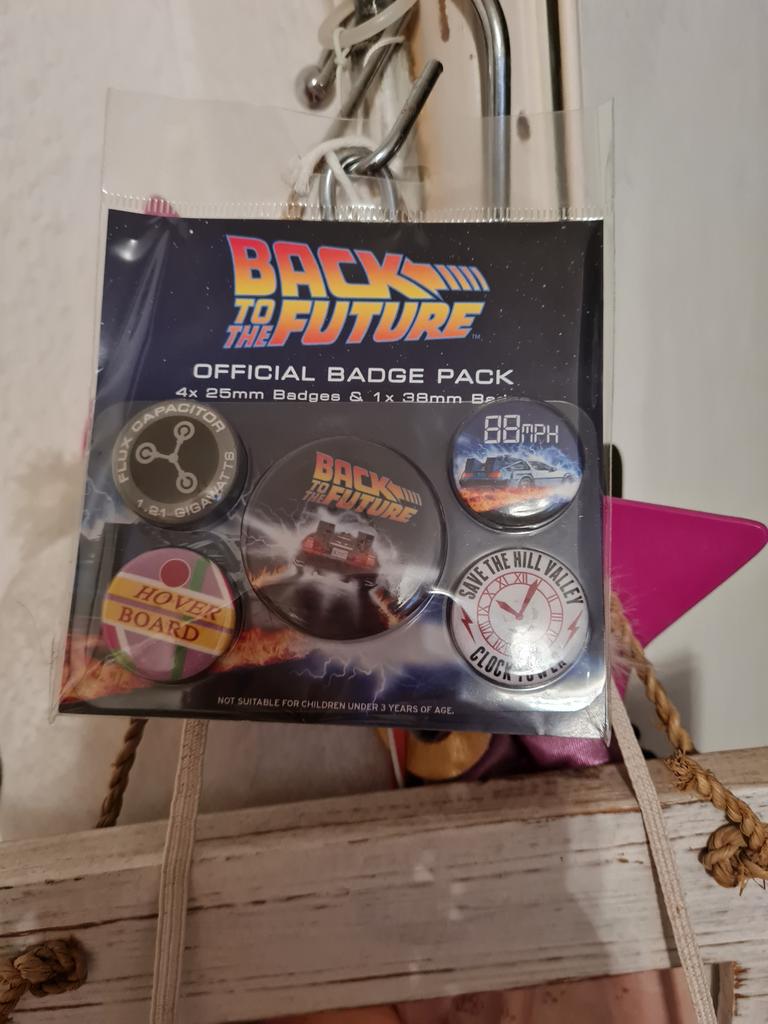 BACK
TO
THE FUTURE
OFFICIAL BADGE PACK
4x 25mm Badges & 1x 38mm
FLUX CAPACITOR
1.21 GIGAWATTS
BACK
TO
THE FUTURE
88MPH
HOVER
BOARD
SAVE THE HILL VALLEY
CLOCK TOWER
NOT SUITABLE FOR CHILDREN UNDER 3 YEARS OF AGE.